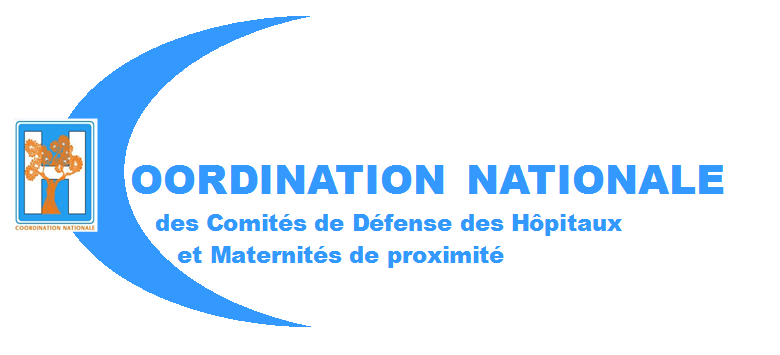 H
COORDINATION NATIONALE
COORDINATION NATIONALE
des Comités de Défense des Hôpitaux
et Maternités de proximité